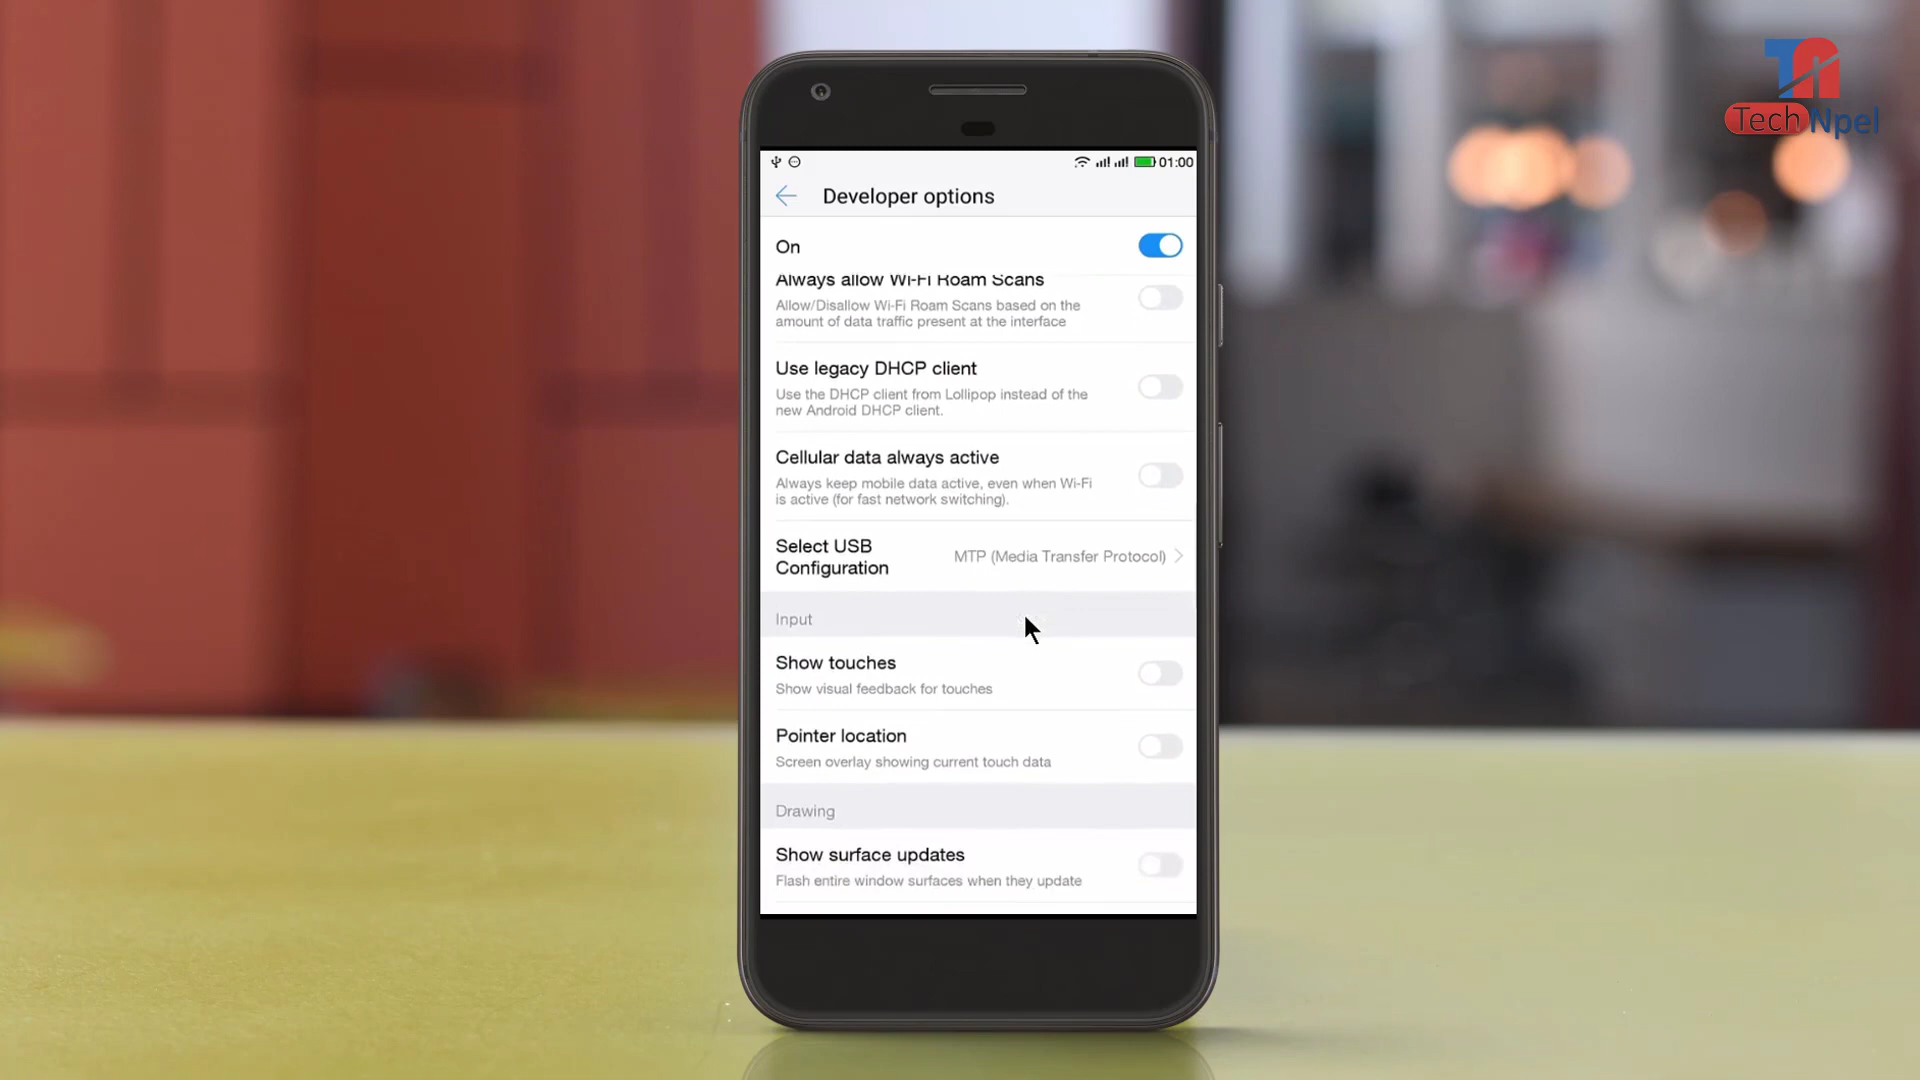 Tech Npel
01:00
Developer options
On
Always allow Wi-Fi Roam Scans
Allow/Disallow Wi-Fi Roam Scans based on the
amount of data traffic present at the interface
Use legacy DHCP client
Use the DHCP client from Lollipop instead of the
new Android DHCP client.
Cellular data always active
Always keep mobile data active, even when Wi-Fi
is active (for fast network switching).
Select USB
Configuration
MTP (Media Transfer Protocol)
Input
Show touches
Show visual feedback for touches
Pointer location
Screen overlay showing current touch data
Drawing
Show surface updates
Flash entire window surfaces when they update